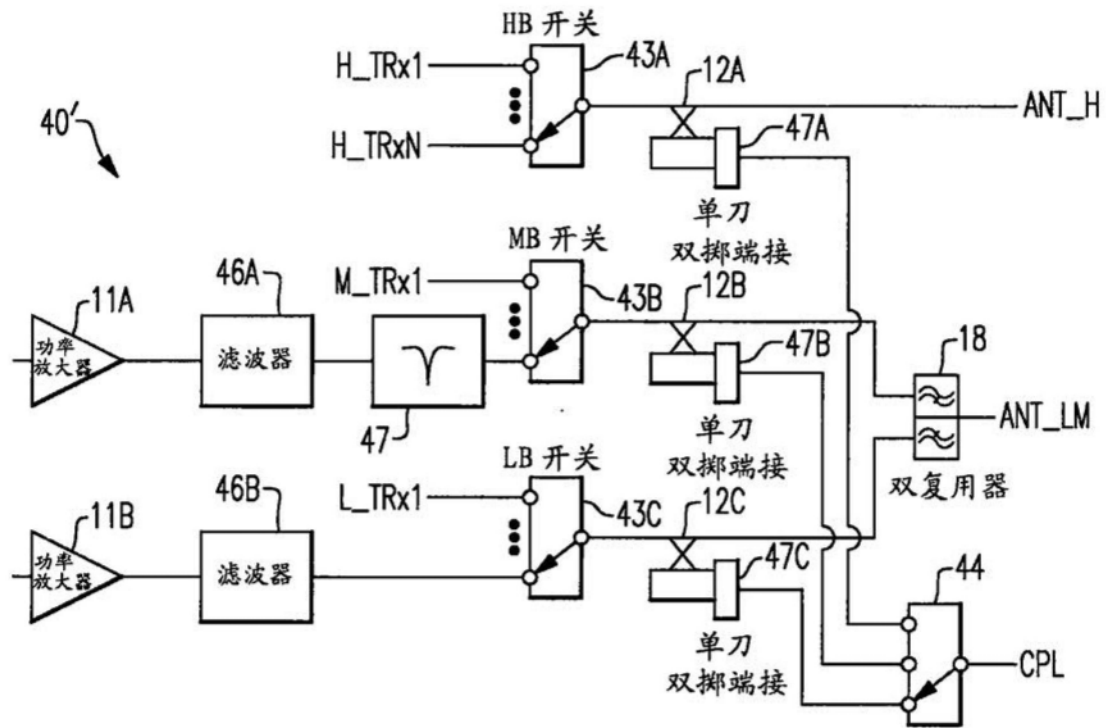 HB 开关
43A
H_TRx1
12A
ANT_H
40′
H_TRxN
47A
单刀
双掷端接
MB 开关
46A
M_TRx1
43B
12B
11A
功率
放大器
滤波器
47B
18
47
单刀
双掷端接
ANT_LM
LB 开关
双复用器
46B
L_TRx1
43C
12C
11B
功率
放大器
滤波器
47C
44
单刀
双掷端接
CPL